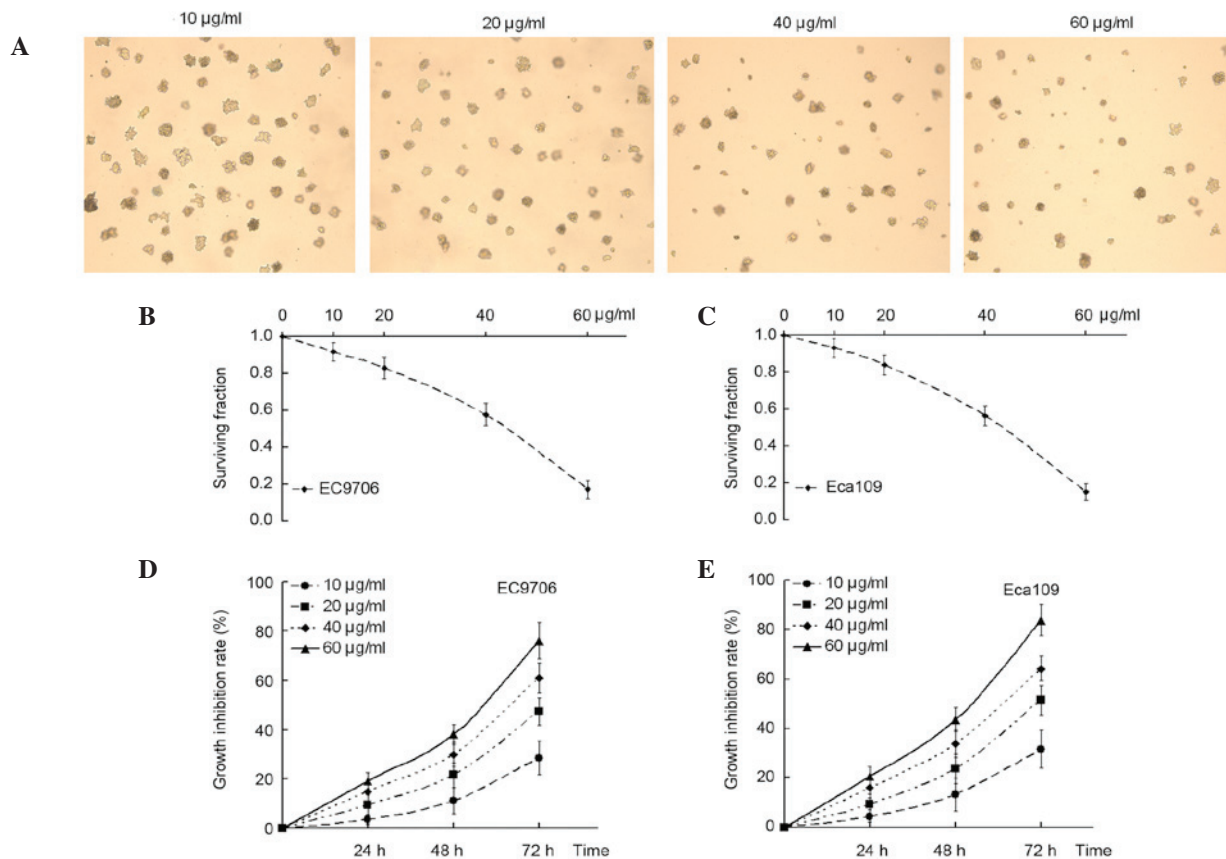 10 µg/ml 20 µg/ml 40 µg/ml 60 µg/ml
A
B
0 10 20 40 60 µg/ml
1.0
0.8
0.6
0.4
0.2
0.0
Surviving fraction
EC9706
C
0 10 20 40 60 µg/ml
1.0
0.8
0.6
0.4
0.2
0.0
Surviving fraction
Eca109
D
100
80
60
40
20
0
Growth inhibition rate (%)
10 µg/ml
20 µg/ml
40 µg/ml
60 µg/ml
EC9706
24 h 48 h 72 h Time
E
100
80
60
40
20
0
Growth inhibition rate (%)
10 µg/ml
20 µg/ml
40 µg/ml
60 µg/ml
Eca109
24 h 48 h 72 h Time